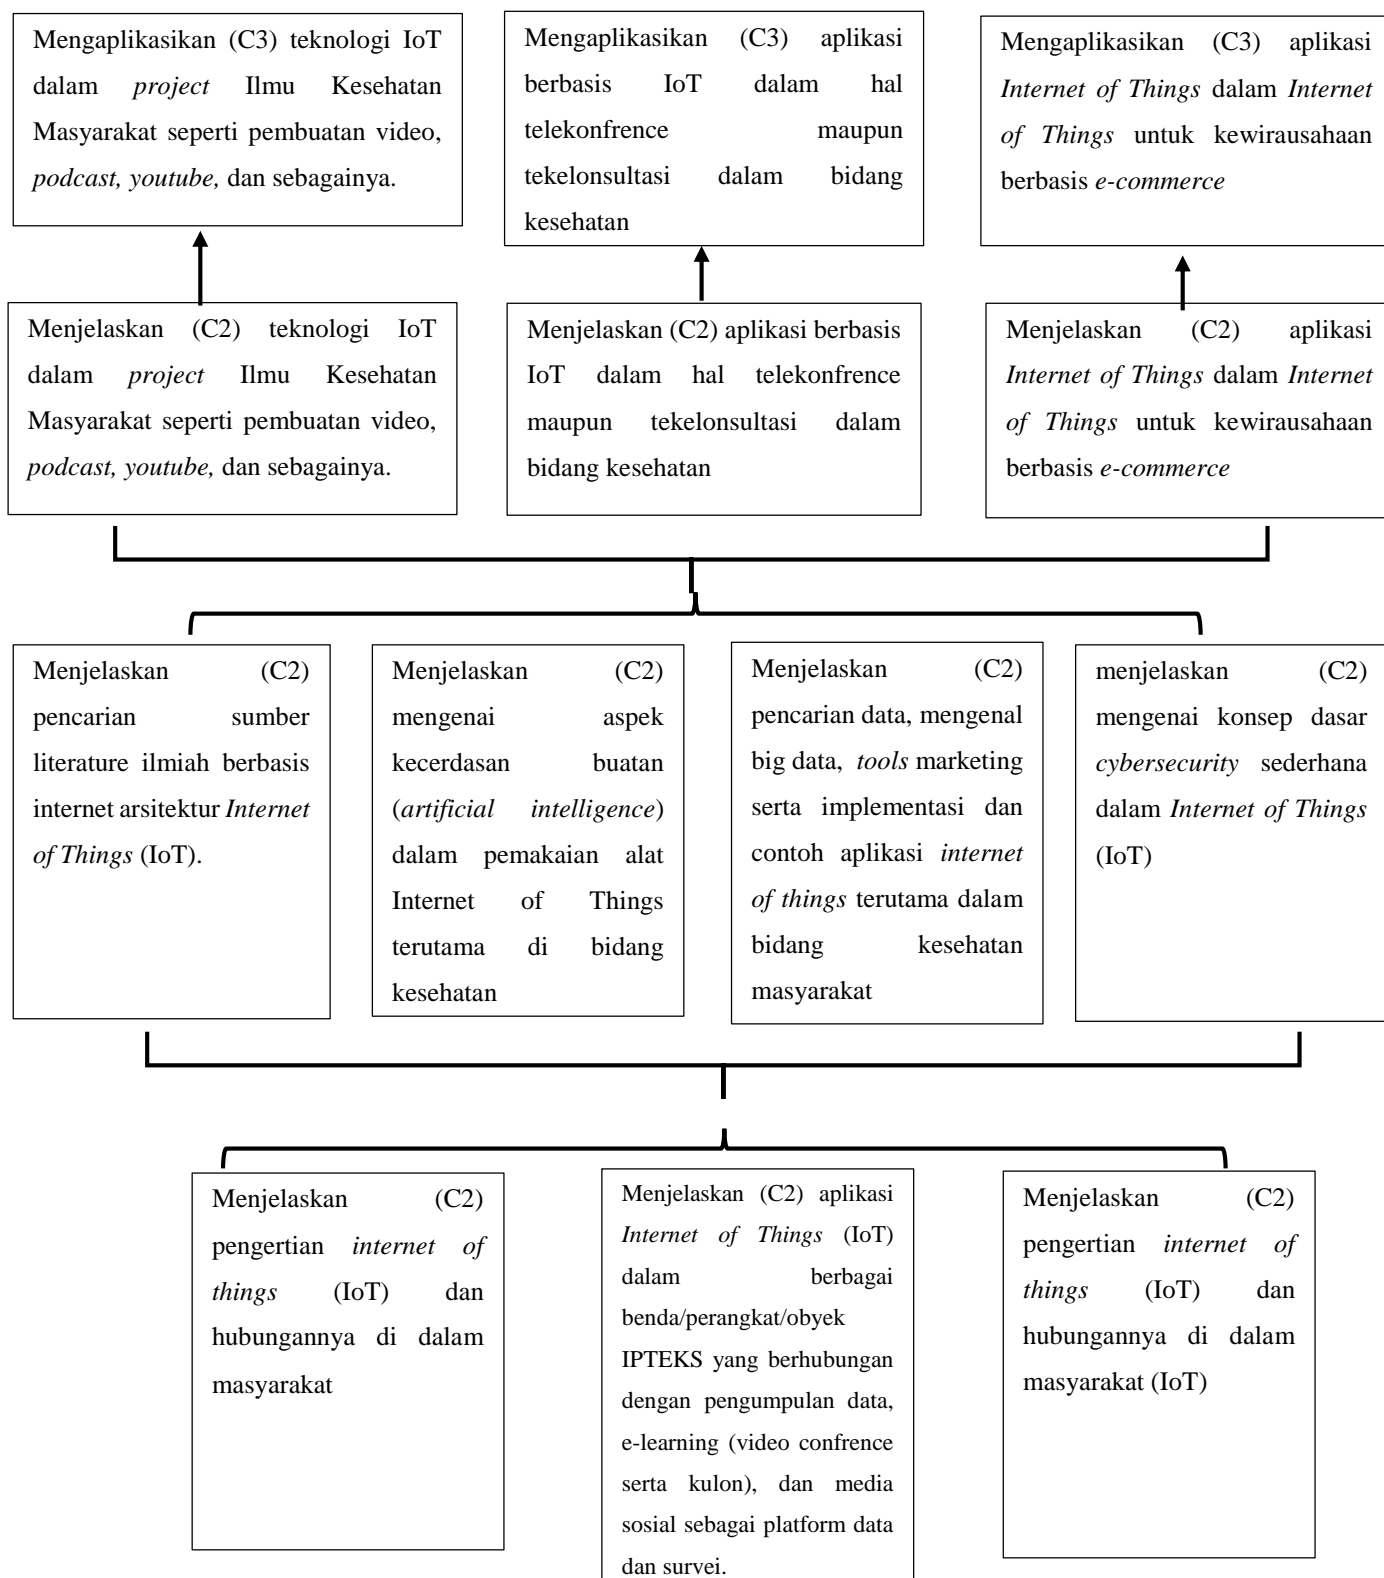 Mengaplikasikan (C3) teknologi IoT
dalam project Ilmu Kesehatan
Masyarakat seperti pembuatan video,
podcast, youtube, dan sebagainya.
Mengaplikasikan (C3) aplikasi
berbasis IoT dalam hal
telekonfrence maupun
tekelonsultasi dalam bidang
kesehatan
Mengaplikasikan (C3) aplikasi
Internet of Things dalam Internet
of Things untuk kewirausahaan
berbasis e-commerce
Menjelaskan (C2) teknologi IoT
dalam project Ilmu Kesehatan
Masyarakat seperti pembuatan video,
podcast, youtube, dan sebagainya.
Menjelaskan (C2) aplikasi berbasis
IoT dalam hal telekonfrence
maupun tekelonsultasi dalam
bidang kesehatan
Menjelaskan (C2) aplikasi
Internet of Things dalam Internet
of Things untuk kewirausahaan
berbasis e-commerce
Menjelaskan (C2)
pencarian sumber
literature ilmiah berbasis
internet arsitektur Internet
of Things (IoT).
Menjelaskan (C2)
mengenai aspek
kecerdasan buatan
(artificial intelligence)
dalam pemakaian alat
Internet of Things
terutama di bidang
kesehatan
Menjelaskan (C2)
pencarian data, mengenal
big data, tools marketing
serta implementasi dan
contoh aplikasi internet
of things terutama dalam
bidang kesehatan
masyarakat
menjelaskan (C2)
mengenai konsep dasar
cybersecurity sederhana
dalam Internet of Things
(IoT)
Menjelaskan (C2)
pengertian internet of
things (IoT) dan
hubungannya di dalam
masyarakat
Menjelaskan (C2) aplikasi
Internet of Things (IoT)
dalam berbagai
benda/perangkat/obyek
IPTEKS yang berhubungan
dengan pengumpulan data,
e-learning (video confrence
serta kulon), dan media
sosial sebagai platform data
dan survei.
Menjelaskan (C2)
pengertian internet of
things (IoT) dan
hubungannya di dalam
masyarakat (IoT)